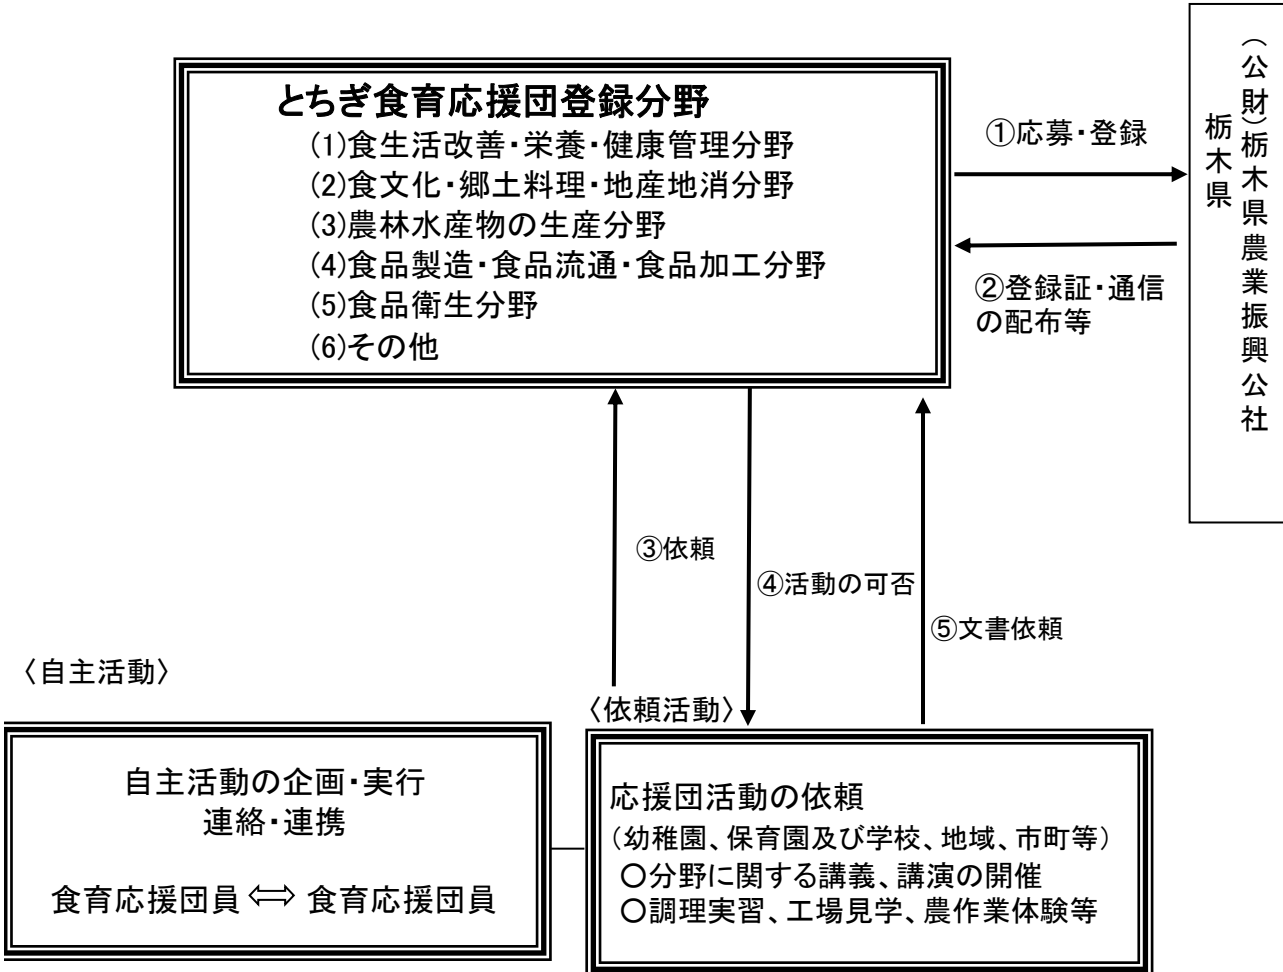 とちぎ食育応援団登録分野
(1)食生活改善・栄養・健康管理分野
(2)食文化・郷土料理・地産地消分野
(3)農林水産物の生産分野
(4)食品製造・食品流通・食品加工分野
(5)食品衛生分野
(6)その他
①応募・登録
②登録証・通信
の配布等
（公財）栃木県農業振興公社
栃木県
③依頼
④活動の可否
⑤文書依頼
〈自主活動〉
自主活動の企画・実行
連絡・連携
食育応援団員 ⇔ 食育応援団員
〈依頼活動〉
応援団活動の依頼
(幼稚園、保育園及び学校、地域、市町等)
○分野に関する講義、講演の開催
○調理実習、工場見学、農作業体験等